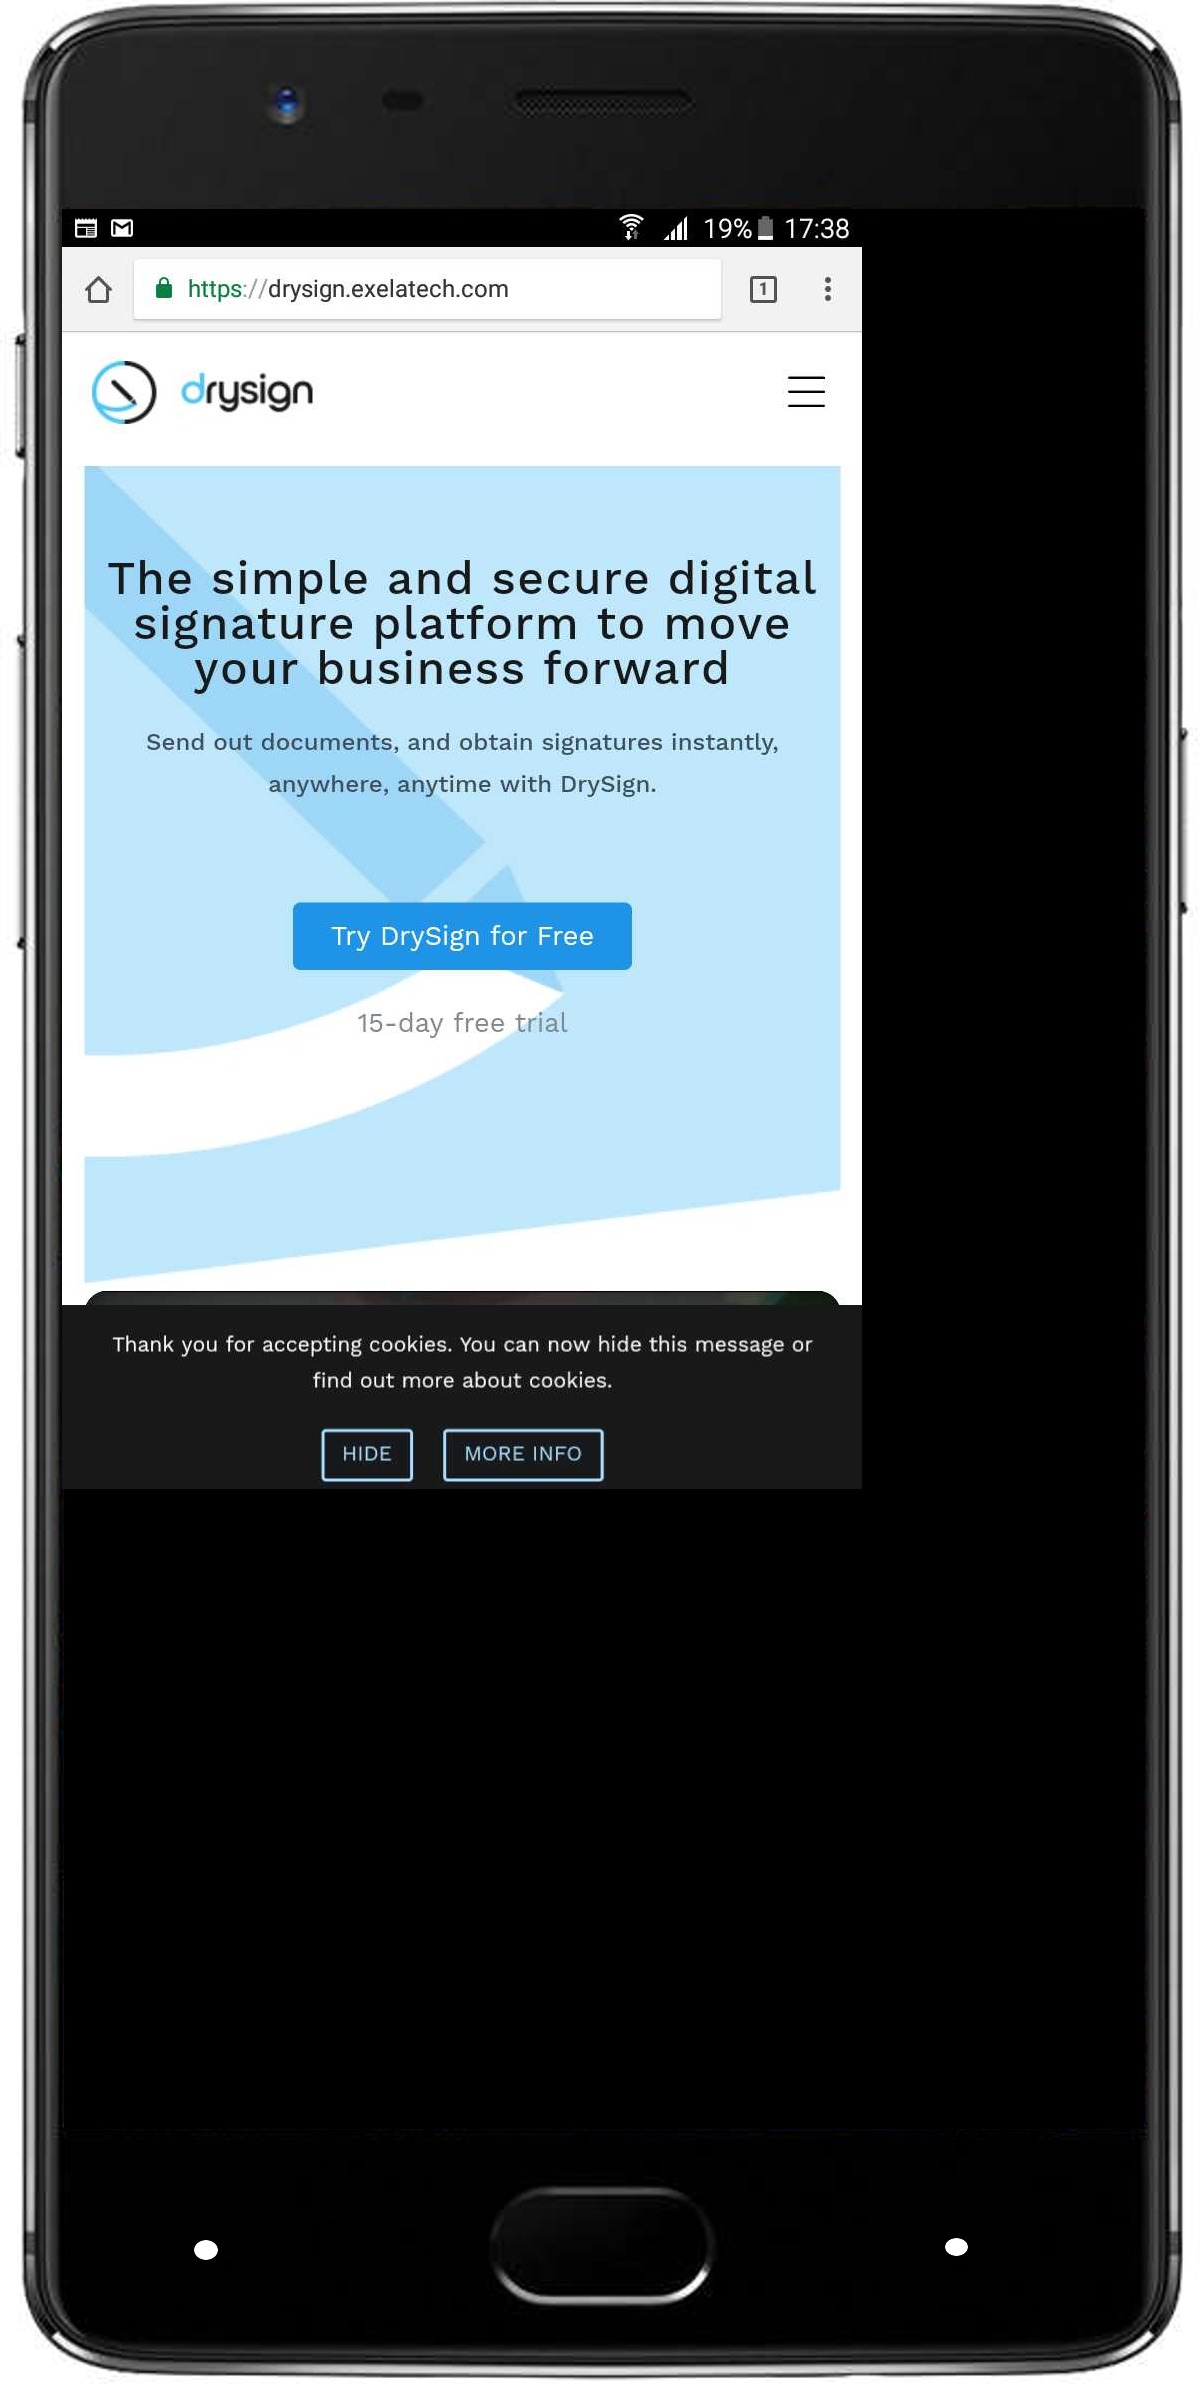 19% 17:38
https://drysign.exelatech.com
1
drysign
The simple and secure digital
signature platform to move
your business forward
Send out documents, and obtain signatures instantly,
anywhere, anytime with DrySign.
Try DrySign for Free
15-day free trial
Thank you for accepting cookies. You can now hide this message or
find out more about cookies.
HIDE
MORE INFO